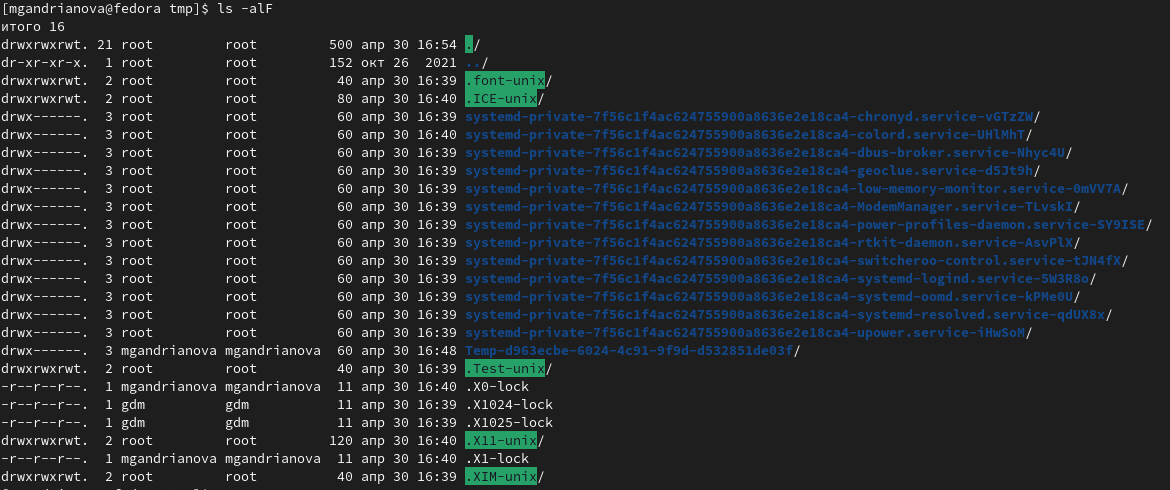 [mgandrianova@fedora tmp]$ ls -alF
итого 16
drwxrwxrwt. 21 root         root         500 апр 30 16:54 ./
dr-xr-xr-x.  1 root         root         152 окт 26  2021 ../
drwxrwxrwt.  2 root         root          40 апр 30 16:39 .font-unix/
drwxrwxrwt.  2 root         root          80 апр 30 16:40 .ICE-unix/
drwx------.  3 root         root          60 апр 30 16:39 systemd-private-7f56c1f4ac624755900a8636e2e18ca4-chronyd.service-vGTzZW/
drwx------.  3 root         root          60 апр 30 16:40 systemd-private-7f56c1f4ac624755900a8636e2e18ca4-colord.service-UHlMhT/
drwx------.  3 root         root          60 апр 30 16:39 systemd-private-7f56c1f4ac624755900a8636e2e18ca4-dbus-broker.service-Nhyc4U/
drwx------.  3 root         root          60 апр 30 16:39 systemd-private-7f56c1f4ac624755900a8636e2e18ca4-geoclue.service-d5Jt9h/
drwx------.  3 root         root          60 апр 30 16:39 systemd-private-7f56c1f4ac624755900a8636e2e18ca4-low-memory-monitor.service-0mVV7A/
drwx------.  3 root         root          60 апр 30 16:39 systemd-private-7f56c1f4ac624755900a8636e2e18ca4-ModemManager.service-TLvskI/
drwx------.  3 root         root          60 апр 30 16:39 systemd-private-7f56c1f4ac624755900a8636e2e18ca4-power-profiles-daemon.service-SY9ISE/
drwx------.  3 root         root          60 апр 30 16:39 systemd-private-7f56c1f4ac624755900a8636e2e18ca4-rtkit-daemon.service-AsvPlX/
drwx------.  3 root         root          60 апр 30 16:39 systemd-private-7f56c1f4ac624755900a8636e2e18ca4-switcheroo-control.service-tJN4fX/
drwx------.  3 root         root          60 апр 30 16:39 systemd-private-7f56c1f4ac624755900a8636e2e18ca4-systemd-logind.service-5W3R8o/
drwx------.  3 root         root          60 апр 30 16:39 systemd-private-7f56c1f4ac624755900a8636e2e18ca4-systemd-oomd.service-kPMe0U/
drwx------.  3 root         root          60 апр 30 16:39 systemd-private-7f56c1f4ac624755900a8636e2e18ca4-systemd-resolved.service-qdUX8x/
drwx------.  3 root         root          60 апр 30 16:39 systemd-private-7f56c1f4ac624755900a8636e2e18ca4-upower.service-iHwSoM/
drwx------.  3 mgandrianova mgandrianova  60 апр 30 16:48 Temp-d963ecbe-6024-4c91-9f9d-d532851de03f/
drwxrwxrwt.  2 root         root          40 апр 30 16:39 .Test-unix/
-r--r--r--.  1 mgandrianova mgandrianova  11 апр 30 16:40 .X0-lock
-r--r--r--.  1 gdm          gdm           11 апр 30 16:39 .X1024-lock
-r--r--r--.  1 gdm          gdm           11 апр 30 16:39 .X1025-lock
drwxrwxrwt.  2 root         root         120 апр 30 16:40 .X11-unix/
-r--r--r--.  1 mgandrianova mgandrianova  11 апр 30 16:40 .X1-lock
drwxrwxrwt.  2 root         root          40 апр 30 16:39 .XIM-unix/